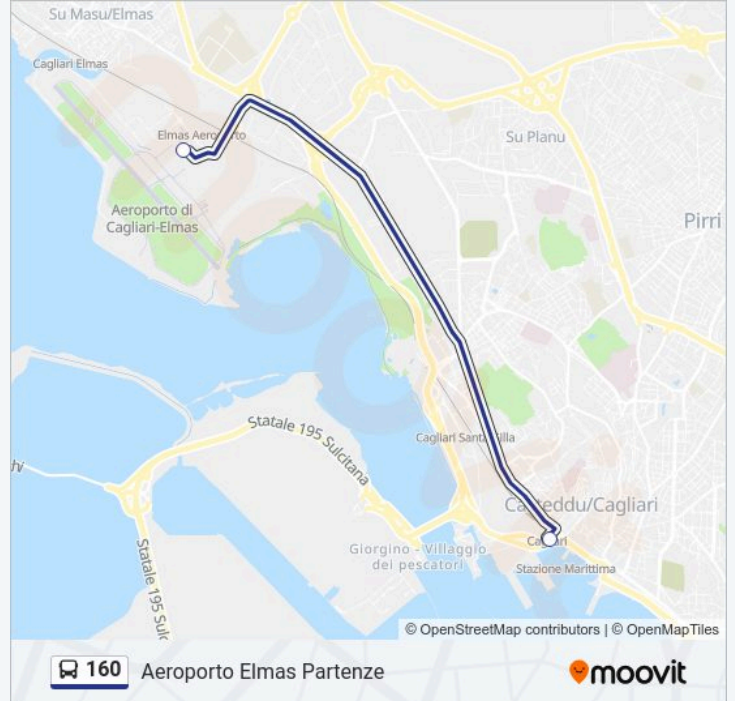 Su Masu/Elmas
Cagliari Elmas
Elmas Aeroporto
Su Planu
Aeroporto di
Cagliari-Elmas
Pirri
Statale 195 Sulcitana
Cagliari Santa Gilla
Casteddu/Cagliari
Cagliari
Giorgino - Villaggio
dei pescatori
Stazione Marittima
Statale 195 Sulc
© OpenStreetMap contributors | © OpenMapTiles
160 Aeroporto Elmas Partenze
moovit